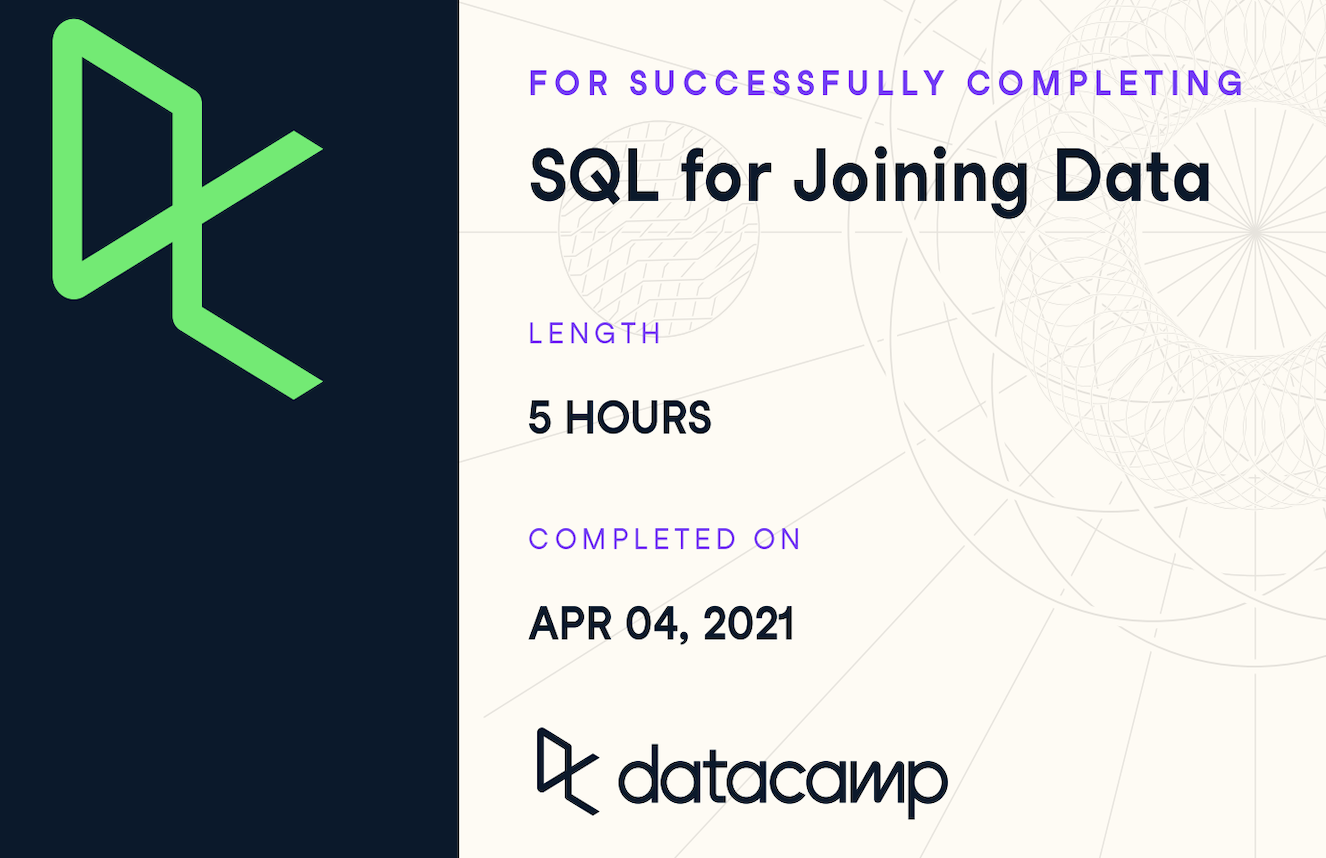 FOR SUCCESSFULLY COMPLETING
SQL for Joining Data
LENGTH
5 HOURS
COMPLETED ON
APR 04, 2021
datacamp